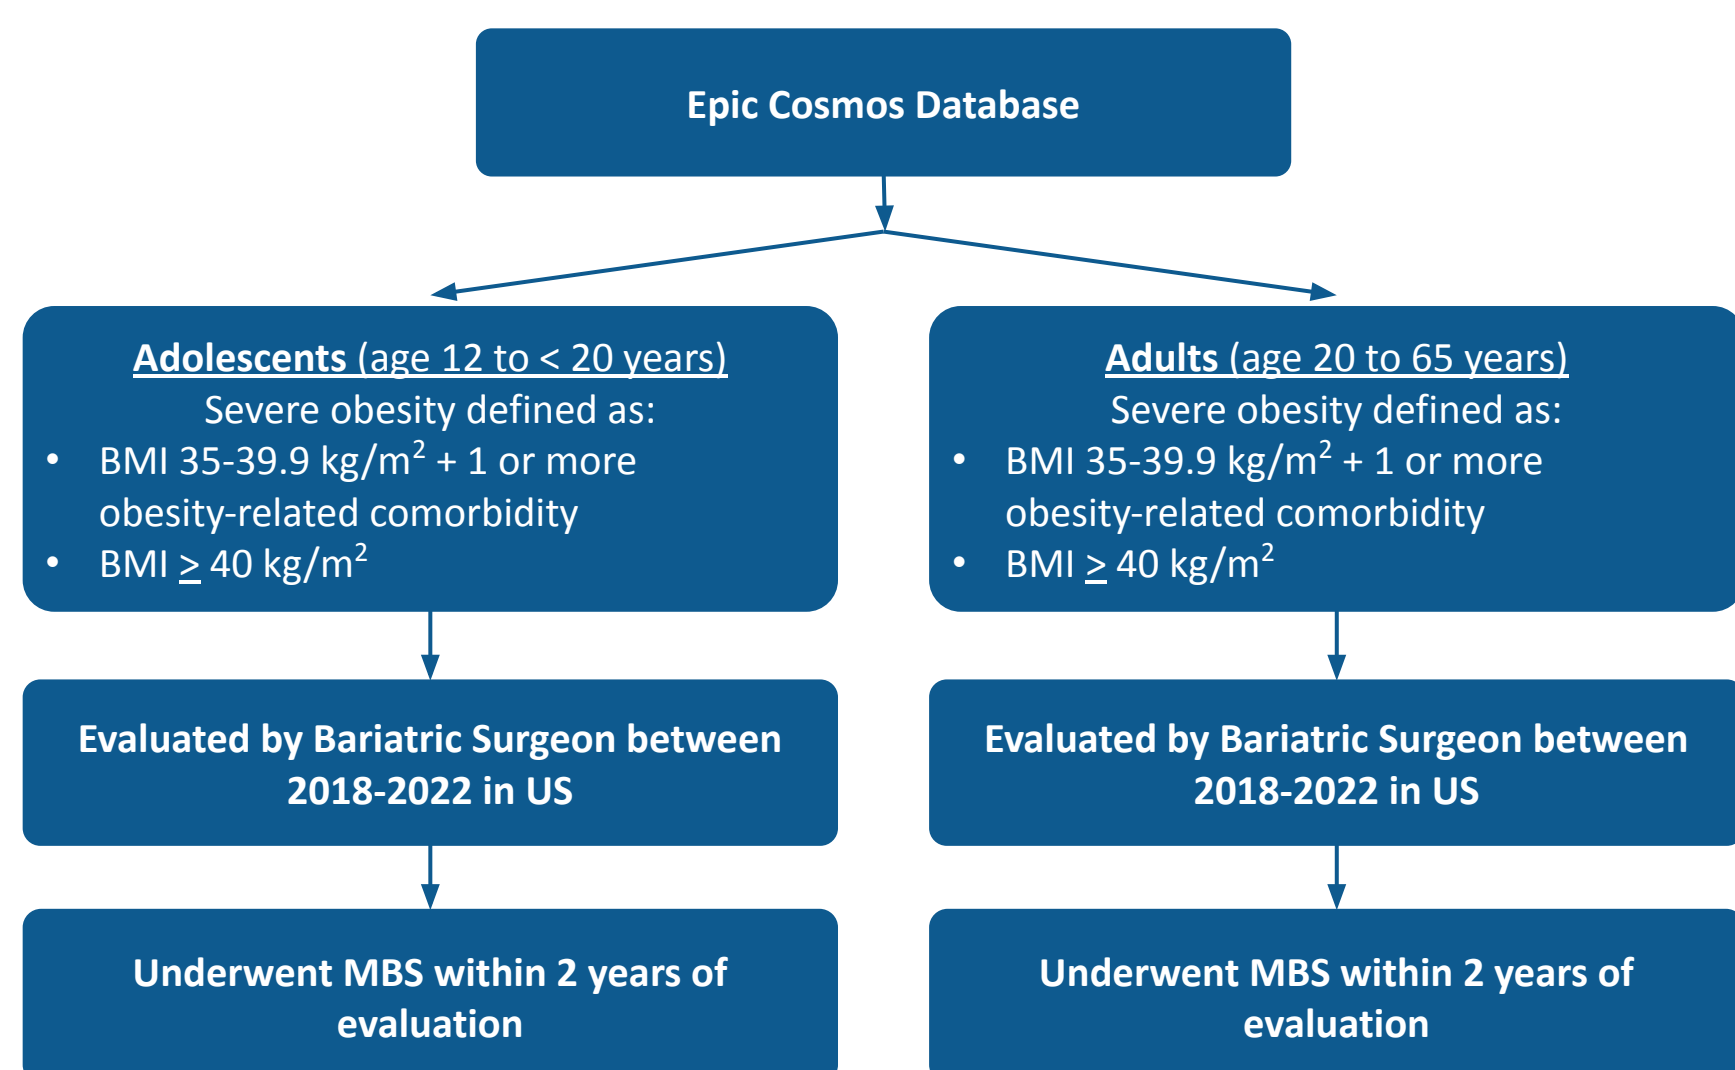 Epic Cosmos Database
Adolescents (age 12 to < 20 years)
Severe obesity defined as:
• BMI 35-39.9 kg/m² + 1 or more
obesity-related comorbidity
• BMI ≥ 40 kg/m²
Adults (age 20 to 65 years)
Severe obesity defined as:
• BMI 35-39.9 kg/m² + 1 or more
obesity-related comorbidity
• BMI ≥ 40 kg/m²
Evaluated by Bariatric Surgeon between
2018-2022 in US
Evaluated by Bariatric Surgeon between
2018-2022 in US
Underwent MBS within 2 years of
evaluation
Underwent MBS within 2 years of
evaluation